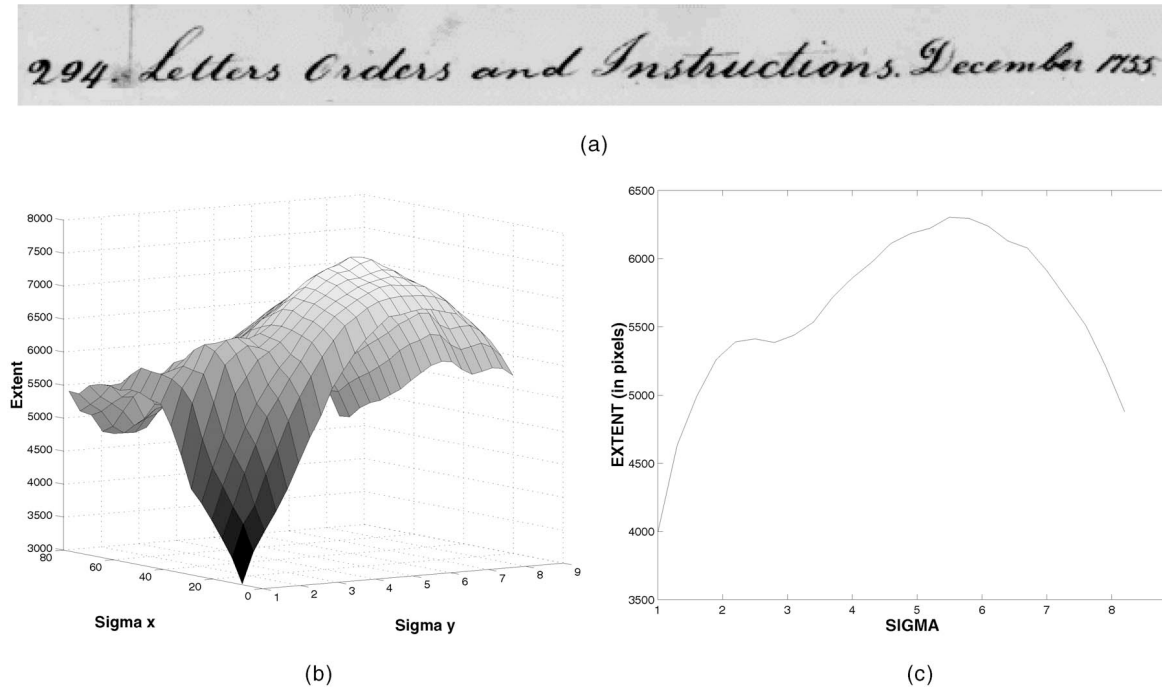 294. Letters Orders and Instructions. December 1755.
(a)
8000
7500
7000
6500
6000
5500
5000
4500
4000
3500
3000
Extent
80
60
40
20
0
Sigma x
1 2 3 4 5 6 7 8 9
Sigma y
(b)
6500
6000
5500
5000
4500
4000
3500
EXTENT (in pixels)
1 2 3 4 5 6 7 8
SIGMA
(c)